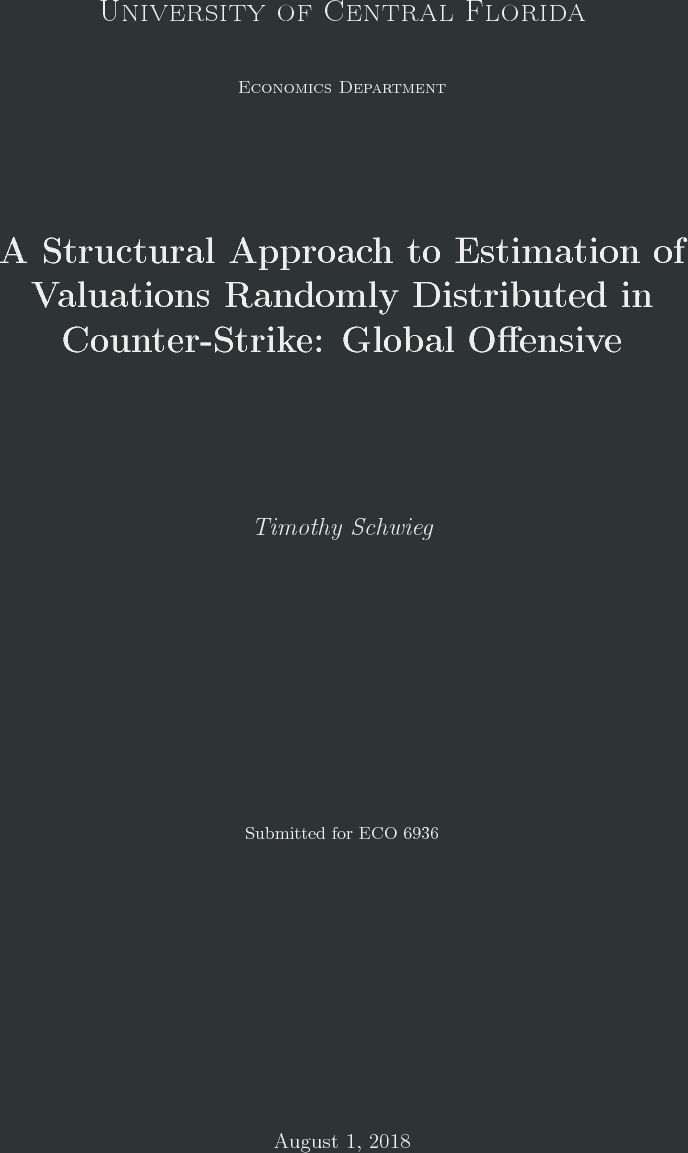 University of Central Florida
Economics Department
A Structural Approach to Estimation of
Valuations Randomly Distributed in
Counter-Strike: Global Offensive
Timothy Schwieg
Submitted for ECO 6936
August 1, 2018